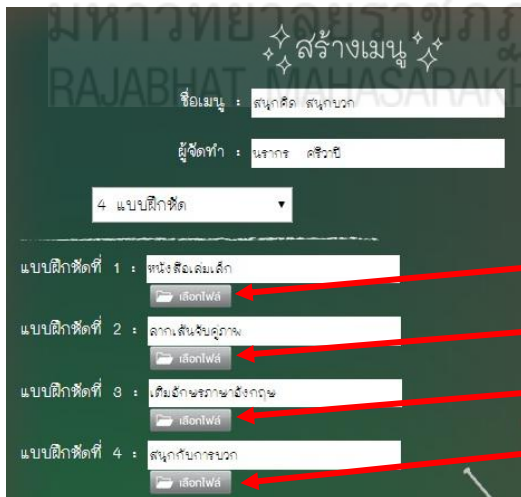 มหาวิทยาลัยราชภัฏ
RAJABHAT MAHASARAKH
สร้างเมนู
ชื่อเมนู : สนุกคิด สนุกบวก
ผู้จัดทำ : นรากร ศรีวาปี
4 แบบฝึกหัด
แบบฝึกหัดที่ 1 : หนังสือเล่มเล็ก
เลือกไฟล์
แบบฝึกหัดที่ 2 : ลากเส้นจับคู่ภาพ
เลือกไฟล์
แบบฝึกหัดที่ 3 : เติมอักษรภาษาอังกฤษ
เลือกไฟล์
แบบฝึกหัดที่ 4 : สนุกกับการบวก
เลือกไฟล์